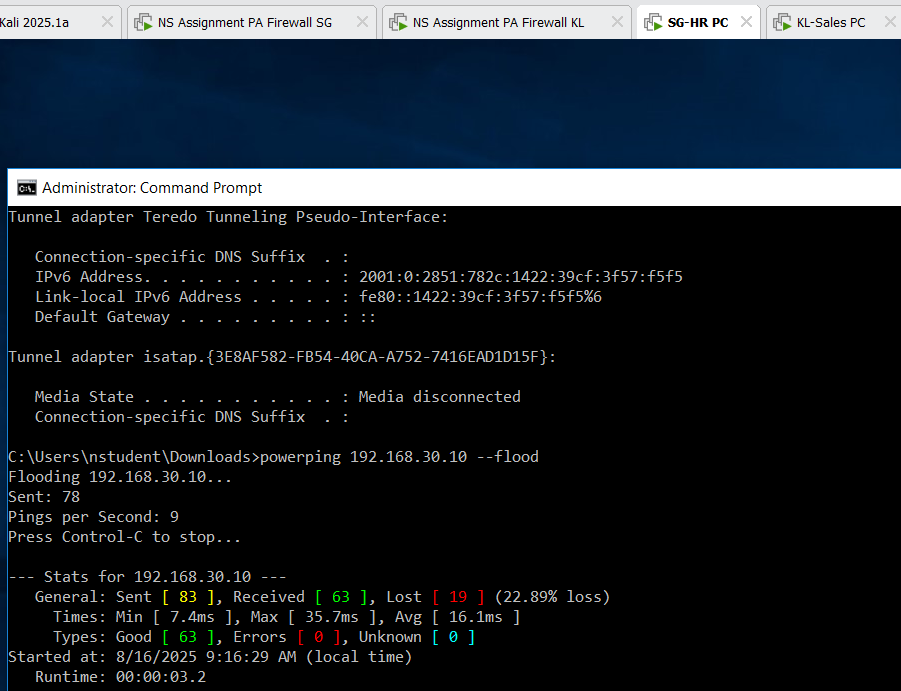 Kali 2025.1a
NS Assignment PA Firewall SG
NS Assignment PA Firewall KL
SG-HR PC
KL-Sales PC
Administrator: Command Prompt
Tunnel adapter Teredo Tunneling Pseudo-Interface:
Connection-specific DNS Suffix . :
IPv6 Address. . . . . . . . . . . : 2001:0:2851:782c:1422:39cf:3f57:f5f5
Link-local IPv6 Address . . . . . : fe80::1422:39cf:3f57:f5f5%6
Default Gateway . . . . . . . . . : ::
Tunnel adapter isatap.{3E8AF582-FB54-40CA-A752-7416EAD1D15F}:
Media State . . . . . . . . . . . : Media disconnected
Connection-specific DNS Suffix . :
C:\Users\nstudent\Downloads>powerping 192.168.30.10 --flood
Flooding 192.168.30.10...
Sent: 78
Pings per Second: 9
Press Control-C to stop...
--- Stats for 192.168.30.10 ---
General: Sent [ 83 ], Received [ 63 ], Lost [ 19 ] (22.89% loss)
Times: Min [ 7.4ms ], Max [ 35.7ms ], Avg [ 16.1ms ]
Types: Good [ 63 ], Errors [ 0 ], Unknown [ 0 ]
Started at: 8/16/2025 9:16:29 AM (local time)
Runtime: 00:00:03.2